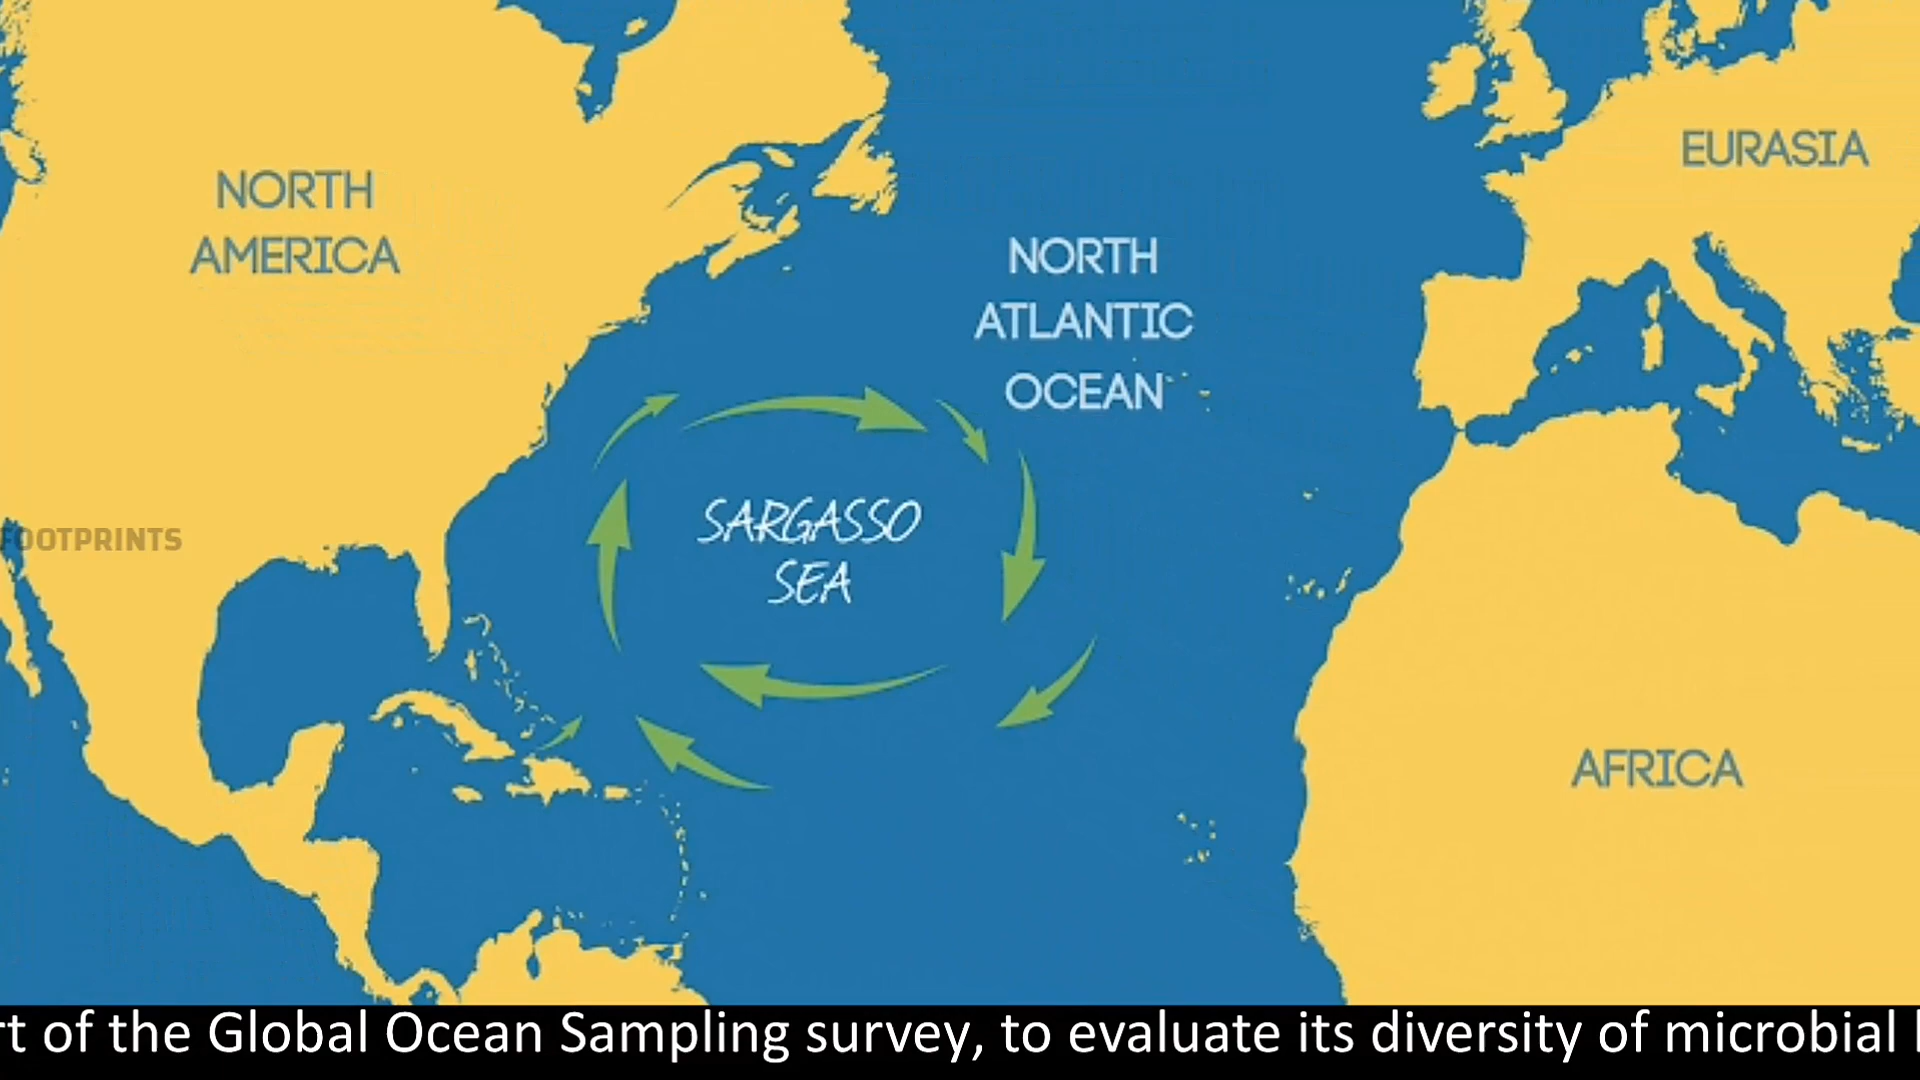 NORTH
AMERICA
EURASIA
NORTH
ATLANTIC
OCEAN
SARGASSO
SEA
FOOTPRINTS
AFRICA
of the Global Ocean Sampling survey, to evaluate its diversity of microbial